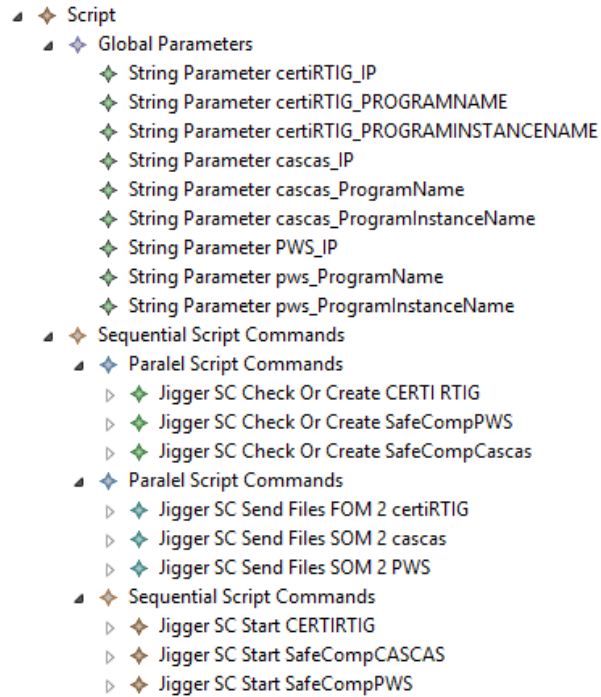 Script
Global Parameters
String Parameter certiRTIG_IP
String Parameter certiRTIG_PROGRAMNAME
String Parameter certiRTIG_PROGRAMINSTANCENAME
String Parameter cascas_IP
String Parameter cascas_ProgramName
String Parameter cascas_ProgramInstanceName
String Parameter PWS_IP
String Parameter pws_ProgramName
String Parameter pws_ProgramInstanceName
Sequential Script Commands
Paralel Script Commands
Jigger SC Check Or Create CERTI RTIG
Jigger SC Check Or Create SafeCompPWS
Jigger SC Check Or Create SafeCompCascas
Paralel Script Commands
Jigger SC Send Files FOM 2 certiRTIG
Jigger SC Send Files SOM 2 cascas
Jigger SC Send Files SOM 2 PWS
Sequential Script Commands
Jigger SC Start CERTIRTIG
Jigger SC Start SafeCompCASCAS
Jigger SC Start SafeCompPWS